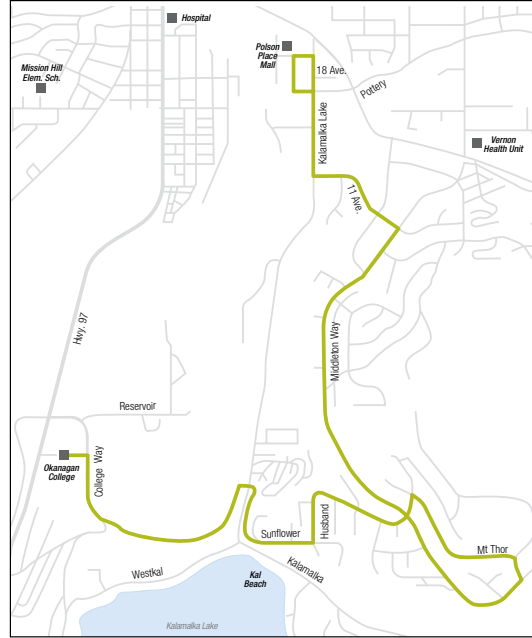 Hospital
Polson
Place
Mall
Mission Hill
Elem. Sch.
18 Ave.
Pottery
Kalamalka Lake
Vernon
Health Unit
11 Ave.
Hwy. 97
Middleton Way
Reservoir
College Way
Okanagan
College
Husband
Sunflower
Mt Thor
Kalamalka
Westkal
Kal
Beach
Kalamalka Lake